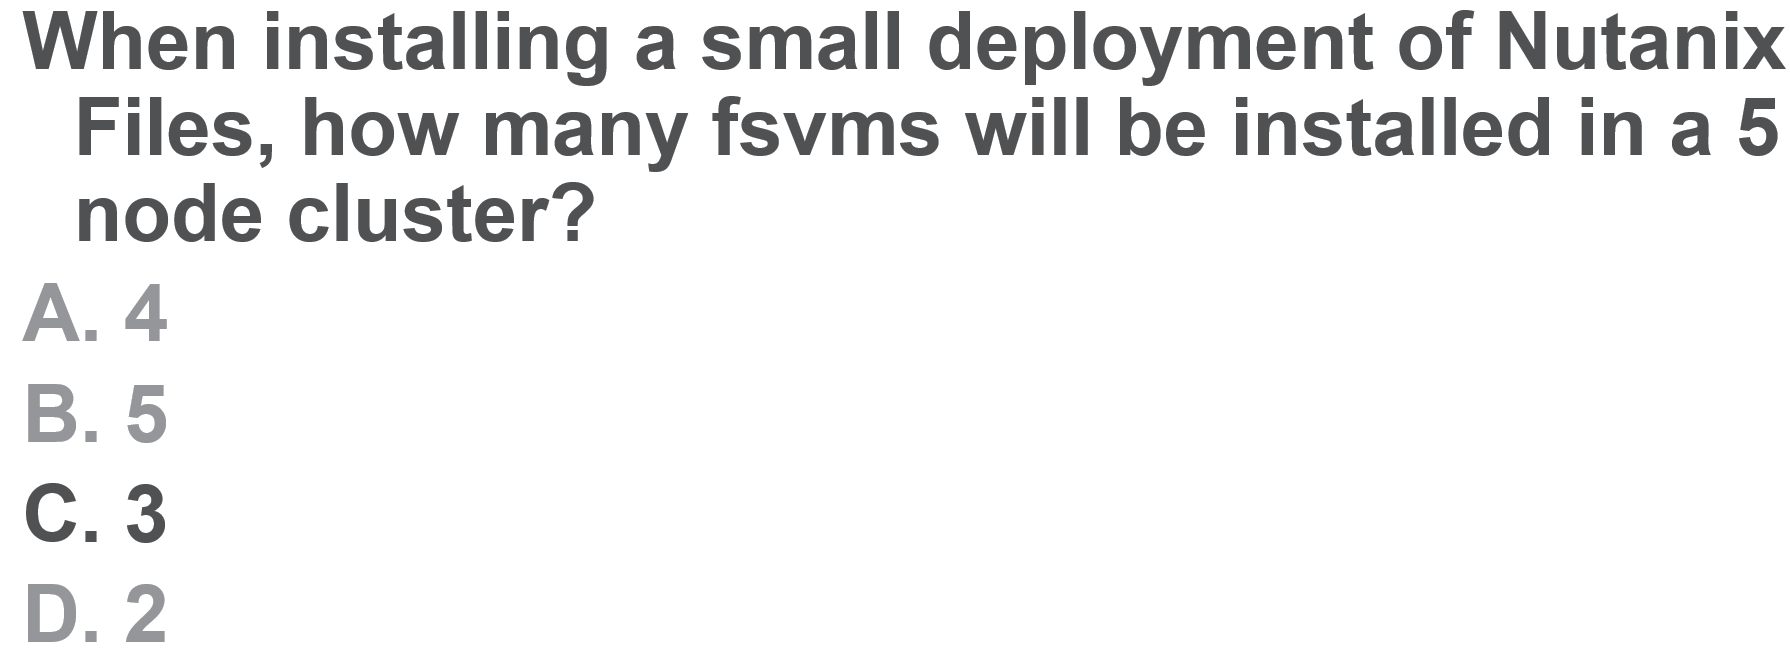 When installing a small deployment of Nutanix
Files, how many fsvms will be installed in a 5
node cluster?
A. 4
B. 5
C. 3
D. 2